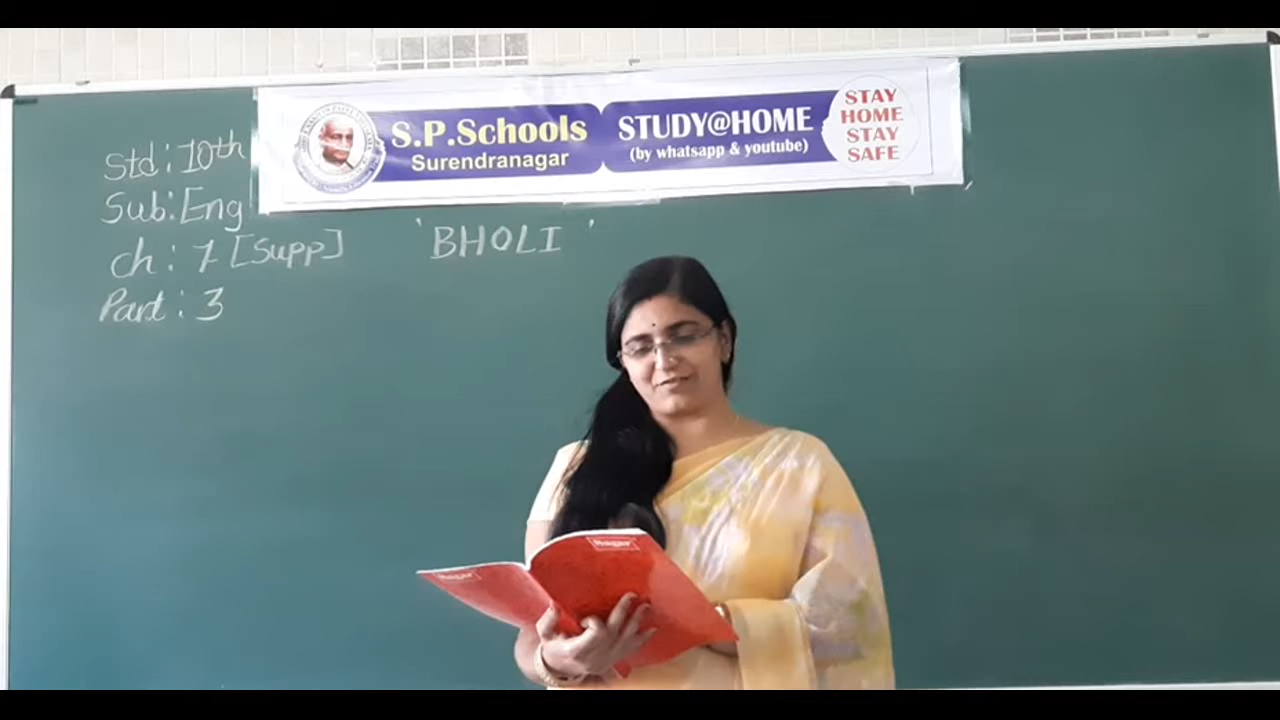 S.P.Schools
Surendranagar
STUDY@HOME
(by whatsapp & youtube)
STAY
HOME
STAY
SAFE
Std: 10th
Sub: Eng
ch: 7 [Supp]
'BHOLI'
Part: 3